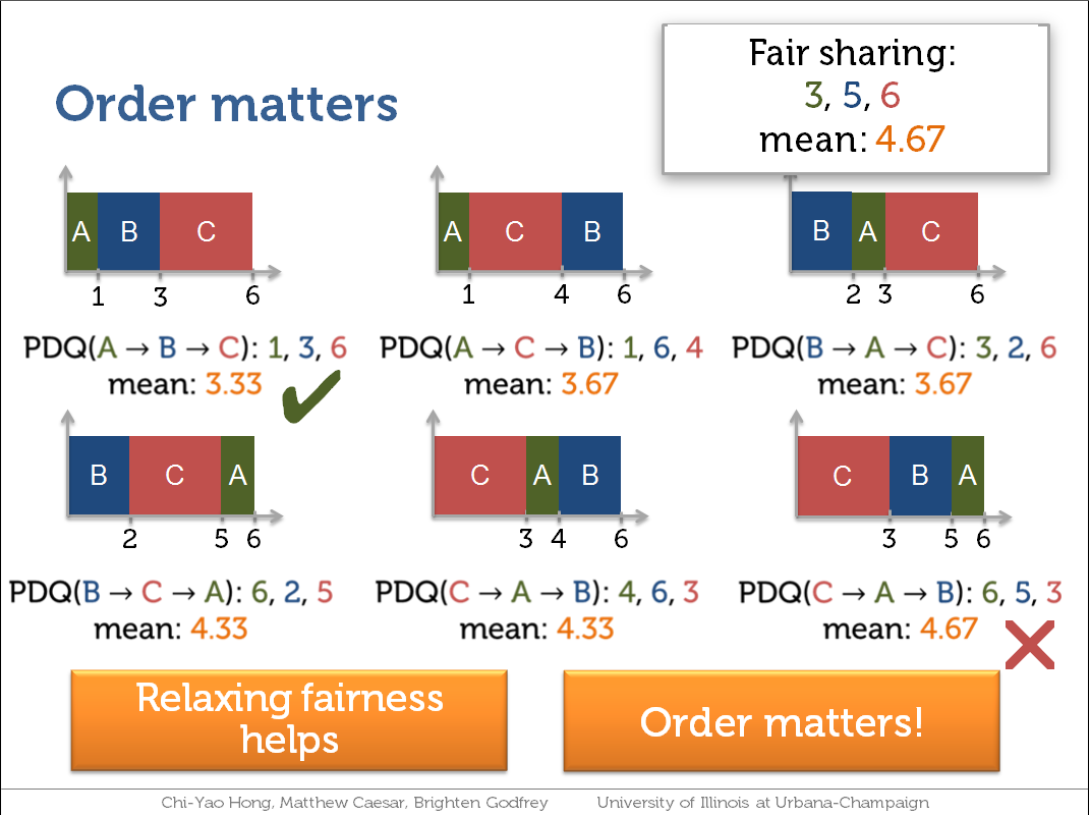 Order matters
Fair sharing:
3, 5, 6
mean: 4.67
A B C
1 3 6
PDQ(A → B → C): 1, 3, 6
mean: 3.33
A C B
1 4 6
PDQ(A → C → B): 1, 6, 4
mean: 3.67
B A C
2 3 6
PDQ(B → A → C): 3, 2, 6
mean: 3.67
B C A
2 5 6
PDQ(B → C → A): 6, 2, 5
mean: 4.33
C A B
3 4 6
PDQ(C → A → B): 4, 6, 3
mean: 4.33
C B A
3 5 6
PDQ(C → A → B): 6, 5, 3
mean: 4.67
Relaxing fairness
helps
Order matters!
Chi-Yao Hong, Matthew Caesar, Brighten Godfrey University of Illinois at Urbana-Champaign